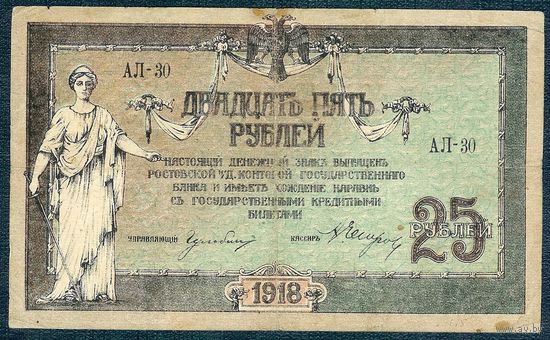 АЛ-30
ДВАДЦАТЬ ПЯТЬ
РУБЛЕЙ
АЛ-30
НАСТОЯЩІЙ ДЕНЕЖНЫЙ ЗНАКЪ ВЫПУЩЕНЪ
РОСТОВСКОЙ н/Д. КОНТОРОЙ ГОСУДАРСТВЕННАГО
БАНКА И ИМѢЕТЪ ХОЖДЕНІЕ НАРАВНѢ
СЪ ГОСУДАРСТВЕННЫМИ КРЕДИТНЫМИ
БИЛЕТАМИ
УПРАВЛЯЮЩІЙ
КАССИРЪ
25
РУБЛЕЙ
1918